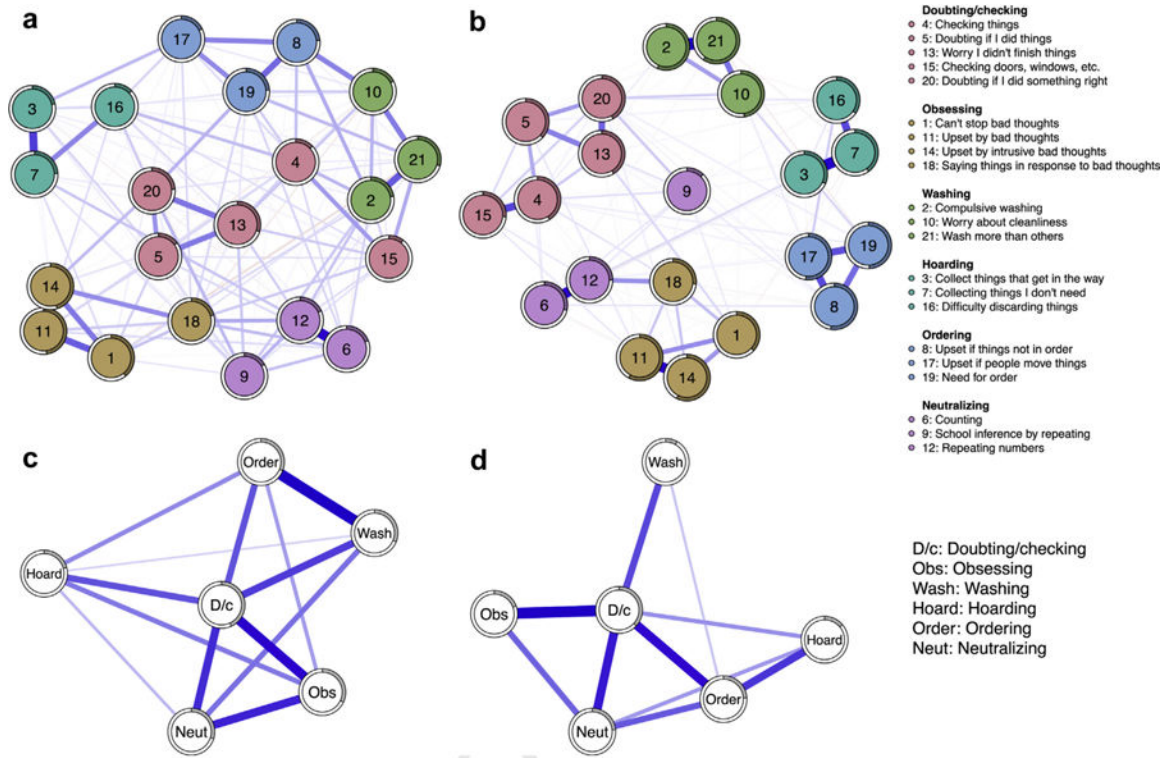 a
17
8
3
16
19
10
7
4
21
20
2
13
5
15
14
18
12
11
1
6
9
b
2
21
10
20
16
5
13
7
3
9
15
4
17
19
12
18
6
8
1
11
14
Doubting/checking
4: Checking things
5: Doubting if I did things
13: Worry I didn't finish things
15: Checking doors, windows, etc.
20: Doubting if I did something right
Obsessing
1: Can't stop bad thoughts
11: Upset by bad thoughts
14: Upset by intrusive bad thoughts
18: Saying things in response to bad thoughts
Washing
2: Compulsive washing
10: Worry about cleanliness
21: Wash more than others
Hoarding
3: Collect things that get in the way
7: Collecting things I don't need
16: Difficulty discarding things
Ordering
8: Upset if things not in order
17: Upset if people move things
19: Need for order
Neutralizing
6: Counting
9: School inference by repeating
12: Repeating numbers
c
Order
Wash
Hoard
D/c
Obs
Neut
d
Wash
Obs
D/c
Hoard
Order
Neut
D/c: Doubting/checking
Obs: Obsessing
Wash: Washing
Hoard: Hoarding
Order: Ordering
Neut: Neutralizing